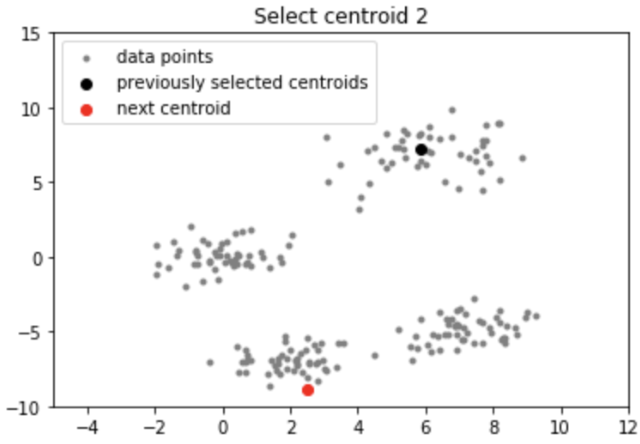 Select centroid 2
data points
previously selected centroids
next centroid
15
10
5
0
−5
−10
−4 −2 0 2 4 6 8 10 12